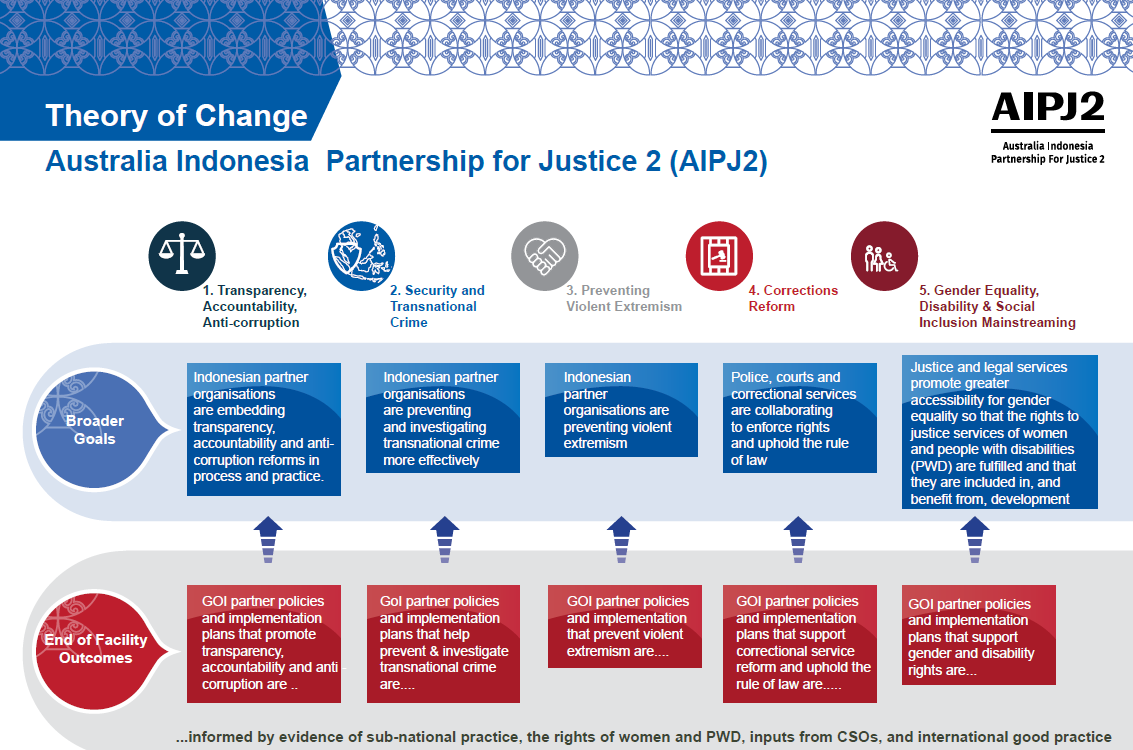 Theory of Change
AIPJ2
Australia Indonesia
Partnership For Justice 2
Australia Indonesia Partnership for Justice 2 (AIPJ2)
1. Transparency,
Accountability,
Anti-corruption
2. Security and
Transnational
Crime
3. Preventing
Violent Extremism
4. Corrections
Reform
5. Gender Equality,
Disability & Social
Inclusion Mainstreaming
Broader
Goals
Indonesian partner
organisations
are embedding
transparency,
accountability and anti-
corruption reforms in
process and practice.
Indonesian partner
organisations
are preventing
and investigating
transnational crime
more effectively
Indonesian
partner
organisations are
preventing violent
extremism
Police, courts and
correctional services
are collaborating
to enforce rights
and uphold the rule
of law
Justice and legal services
promote greater
accessibility for gender
equality so that the rights to
justice services of women
and people with disabilities
(PWD) are fulfilled and that
they are included in, and
benefit from, development
End of Facility
Outcomes
GOI partner policies
and implementation
plans that promote
transparency,
accountability and anti -
corruption are ..
GoI partner policies
and implementation
plans that help
prevent & investigate
transnational crime
are....
GOI partner policies
and implementation
that prevent violent
extremism are....
GOI partner policies
and implementation
plans that support
correctional service
reform and uphold the
rule of law are.....
GOI partner policies
and implementation
plans that support
gender and disability
rights are...
...informed by evidence of sub-national practice, the rights of women and PWD, inputs from CSOs, and international good practice